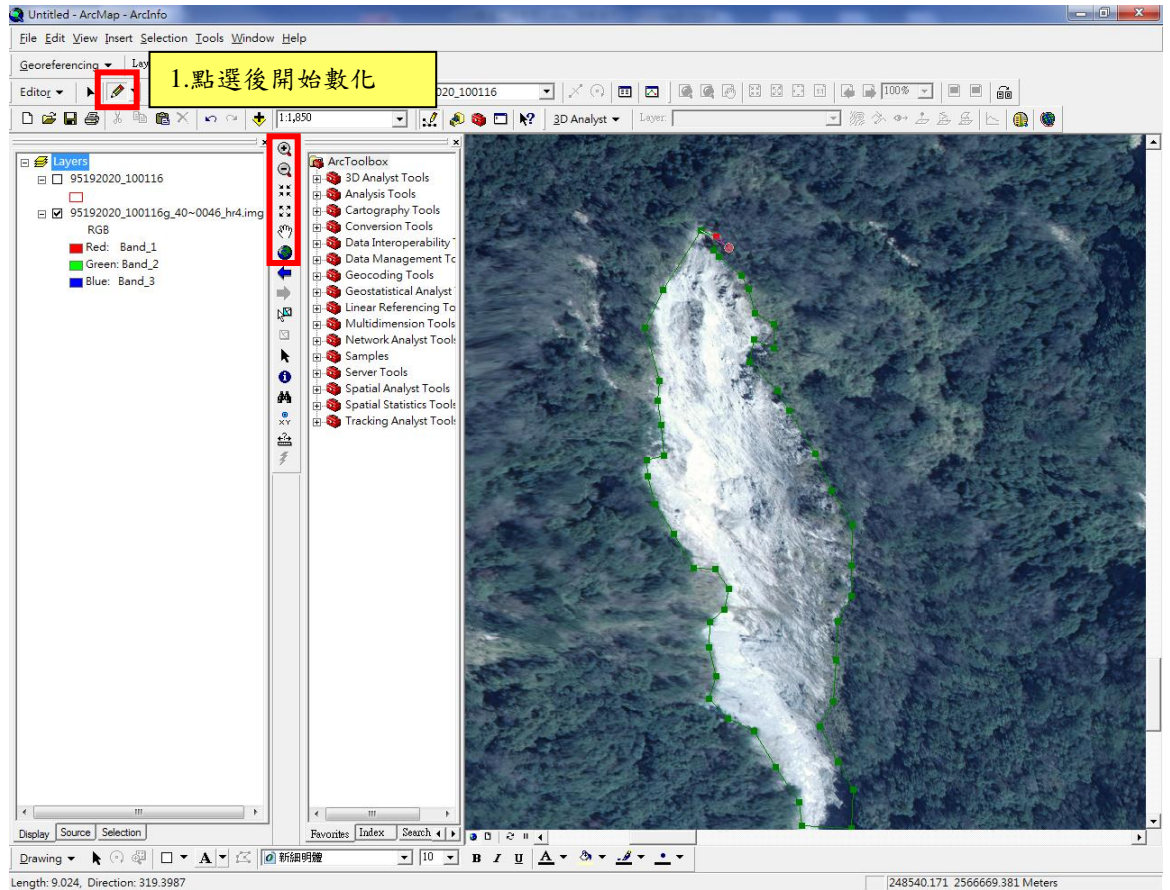 Untitled - ArcMap - ArcInfo
File Edit View Insert Selection Tools Window Help
Georeferencing
1.點選後開始數化
Editor
100%
1:1,850
3D Analyst
Layer:
Layers
95192020_100116
95192020_100116g_40~0046_hr4.img
RGB
Red: Band_1
Green: Band_2
Blue: Band_3
ArcToolbox
3D Analyst Tools
Analysis Tools
Cartography Tools
Conversion Tools
Data Interoperability
Data Management To
Geocoding Tools
Geostatistical Analyst
Linear Referencing To
Multidimension Tools
Network Analyst Tools
Samples
Server Tools
Spatial Analyst Tools
Spatial Statistics Tools
Tracking Analyst Tools
Display Source Selection
Favorites Index Search
Drawing
A
新細明體
10
B I U A
Length: 9.024, Direction: 319.3987
248540.171 2566669.381 Meters